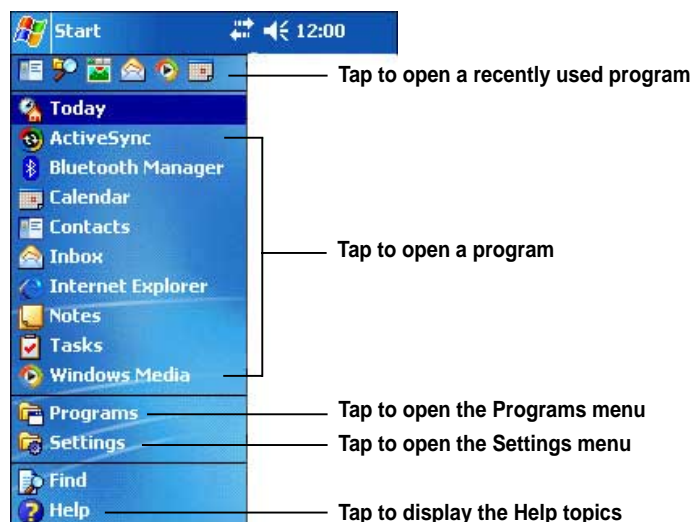 Start 12:00
Tap to open a recently used program
Today
ActiveSync
Bluetooth Manager
Calendar
Contacts
Tap to open a program
Inbox
Internet Explorer
Notes
Tasks
Windows Media
Programs Tap to open the Programs menu
Settings Tap to open the Settings menu
Find
Help Tap to display the Help topics